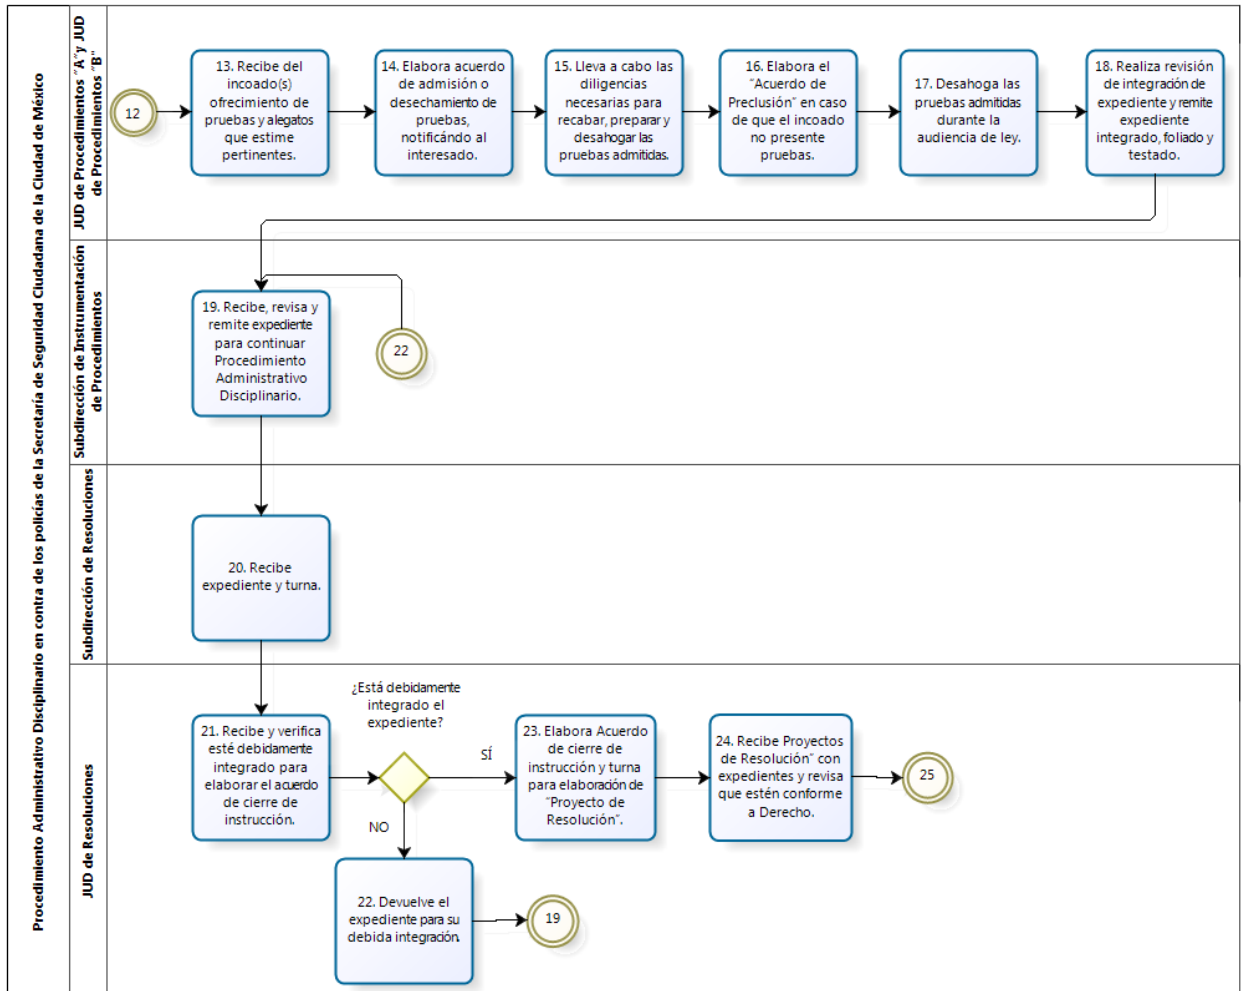 Procedimiento Administrativo Disciplinario en contra de los policías de la Secretaría de Seguridad Ciudadana de la Ciudad de México
JUD de Procedimientos "A"y JUD
de Procedimientos "B"
12
13. Recibe del
incoado(s)
ofrecimiento de
pruebas y alegatos
que estime
pertinentes.
14. Elabora acuerdo
de admisión o
desechamiento de
pruebas,
notificándo al
interesado.
15. Lleva a cabo las
diligencias
necesarias para
recabar, preparar y
desahogar las
pruebas admitidas.
16. Elabora el
"Acuerdo de
Preclusión" en caso
de que el incoado
no presente
pruebas.
17. Desahoga las
pruebas admitidas
durante la
audiencia de ley.
18. Realiza revisión
de integración de
expediente y remite
expediente
integrado, foliado y
testado.
Subdirección de Instrumentación
de Procedimientos
19. Recibe, revisa y
remite expediente
para continuar
Procedimiento
Administrativo
Disciplinario.
22
Subdirección de Resoluciones
20. Recibe
expediente y turna.
JUD de Resoluciones
21. Recibe y verifica
esté debidamente
integrado para
elaborar el acuerdo
de cierre de
instrucción.
¿Está debidamente
integrado el
expediente?
SÍ
NO
23. Elabora Acuerdo
de cierre de
instrucción y turna
para elaboración de
"Proyecto de
Resolución".
24. Recibe Proyectos
de Resolución" con
expedientes y revisa
que estén conforme
a Derecho.
25
22. Devuelve el
expediente para su
debida integración.
19